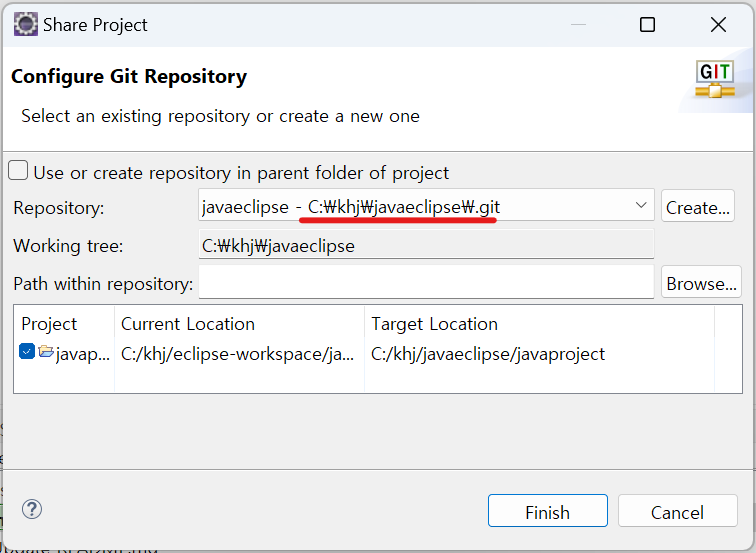 Share Project
Configure Git Repository
GIT
Select an existing repository or create a new one
Use or create repository in parent folder of project
Repository: javaeclipse - C:₩khj₩javaeclipse₩.git Create...
Working tree: C:₩khj₩javaeclipse
Path within repository: Browse...
Project Current Location Target Location
javap... C:/khj/eclipse-workspace/ja... C:/khj/javaeclipse/javaproject
Finish Cancel